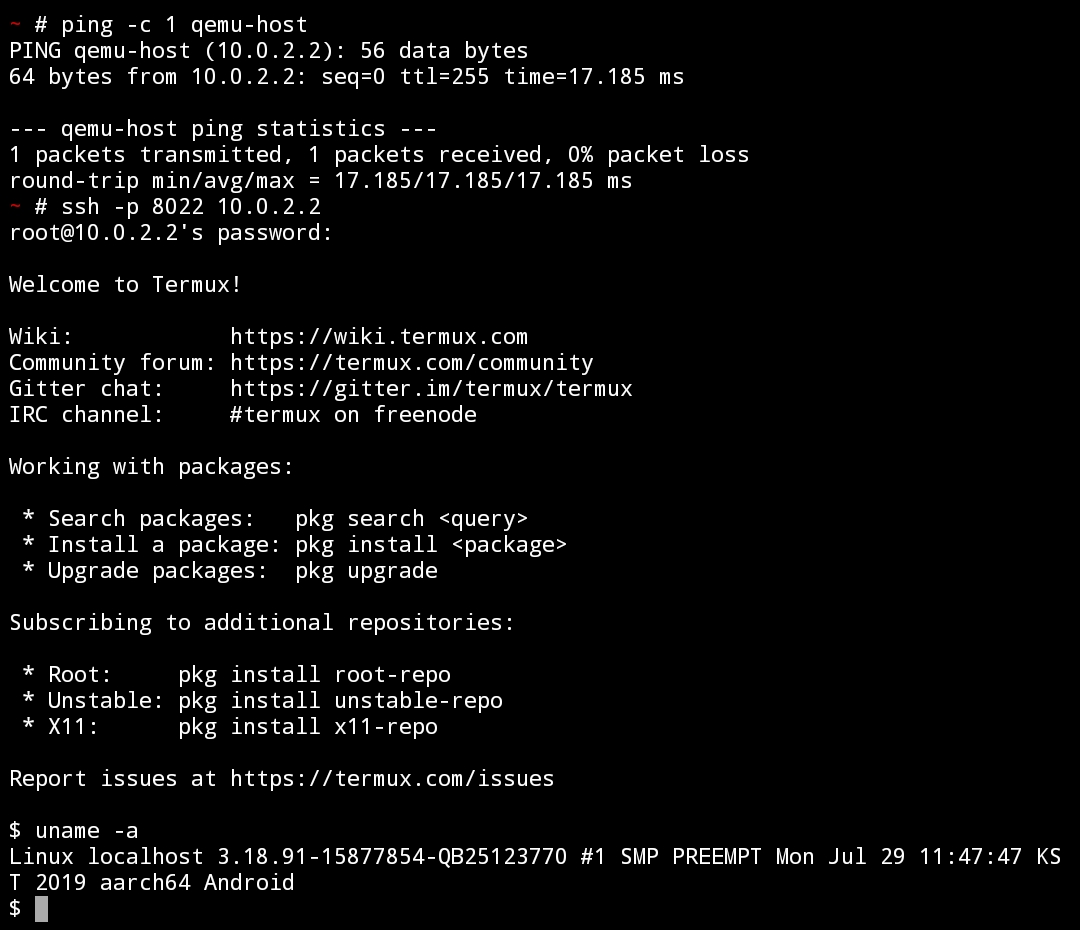 ~ # ping -c 1 qemu-host
PING qemu-host (10.0.2.2): 56 data bytes
64 bytes from 10.0.2.2: seq=0 ttl=255 time=17.185 ms
--- qemu-host ping statistics ---
1 packets transmitted, 1 packets received, 0% packet loss
round-trip min/avg/max = 17.185/17.185/17.185 ms
~ # ssh -p 8022 10.0.2.2
root@10.0.2.2's password:
Welcome to Termux!
Wiki:            https://wiki.termux.com
Community forum: https://termux.com/community
Gitter chat:     https://gitter.im/termux/termux
IRC channel:     #termux on freenode
Working with packages:
 * Search packages:   pkg search <query>
 * Install a package: pkg install <package>
 * Upgrade packages:  pkg upgrade
Subscribing to additional repositories:
 * Root:     pkg install root-repo
 * Unstable: pkg install unstable-repo
 * X11:      pkg install x11-repo
Report issues at https://termux.com/issues
$ uname -a
Linux localhost 3.18.91-15877854-QB25123770 #1 SMP PREEMPT Mon Jul 29 11:47:47 KS
T 2019 aarch64 Android
$